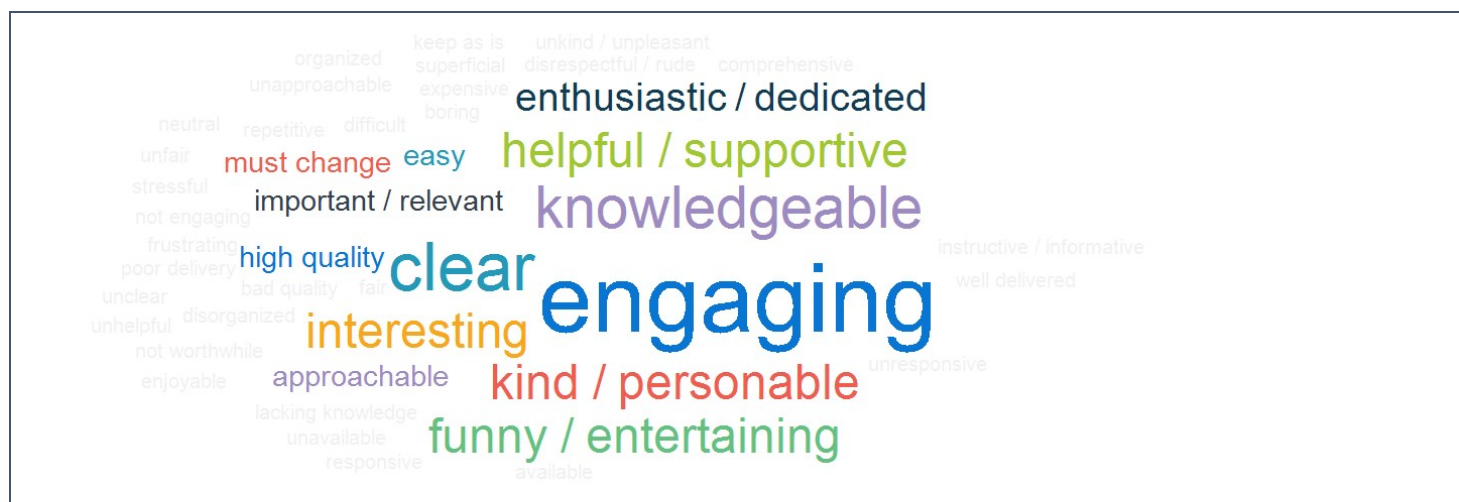 keep as is
unkind / unpleasant
organized
superficial
disrespectful / rude
comprehensive
unapproachable
expensive
enthusiastic / dedicated
boring
neutral
repetitive
difficult
helpful / supportive
unfair
must change
easy
stressful
important / relevant
knowledgeable
not engaging
frustrating
high quality
clear
instructive / informative
poor delivery
well delivered
bad quality
fair
unclear
engaging
disorganized
unhelpful
interesting
not worthwhile
unresponsive
enjoyable
approachable
kind / personable
lacking knowledge
unavailable
funny / entertaining
responsive
available